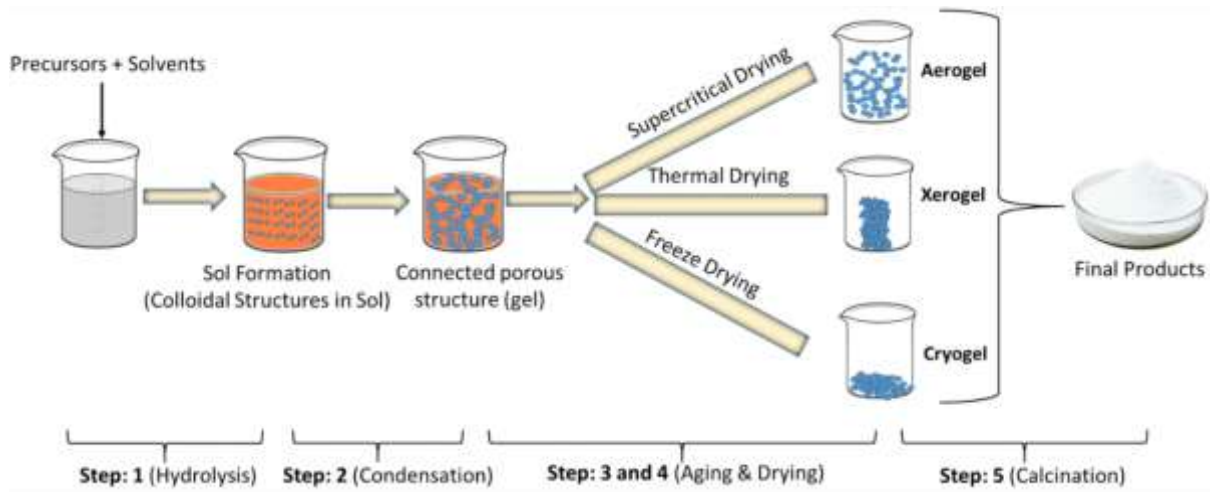 Precursors + Solvents
Supercritical Drying
Aerogel
Thermal Drying
Xerogel
Freeze Drying
Sol Formation
(Colloidal Structures in Sol)
Connected porous
structure (gel)
Final Products
Cryogel
Step: 1 (Hydrolysis)
Step: 2 (Condensation)
Step: 3 and 4 (Aging & Drying)
Step: 5 (Calcination)